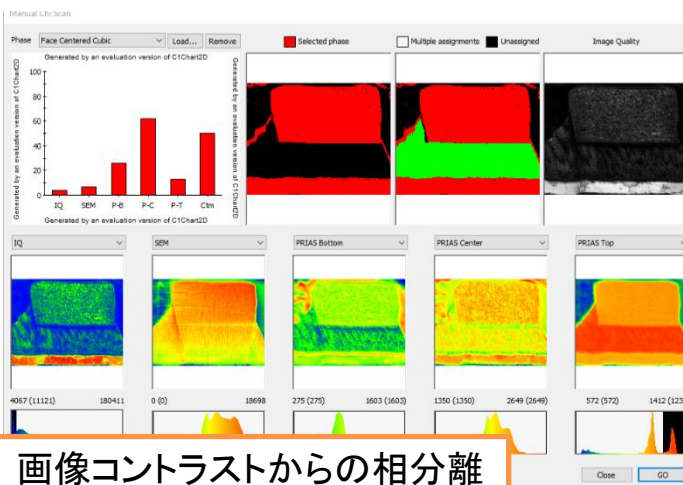 Manual Chi Scan
Phase Face Centered Cubic Load... Remove Selected phase Multiple assignments Unassigned Image Quality
Generated by an evaluation version of C1Chart2D
Generated by an evaluation version of C1Chart2D
Generated by an evaluation version of C1Chart2D
100
80
60
40
20
0
IQ SEM P-B P-C P-T Ctm
Generated by an evaluation version of C1Chart2D
IQ SEM PRIAS Bottom PRIAS Center PRIAS Top
4067 (11121) 180411 0 (0) 18698 275 (275) 1603 (1603) 1350 (1350) 2649 (2649) 572 (572) 1412 (123
画像コントラストからの相分離
Close GO